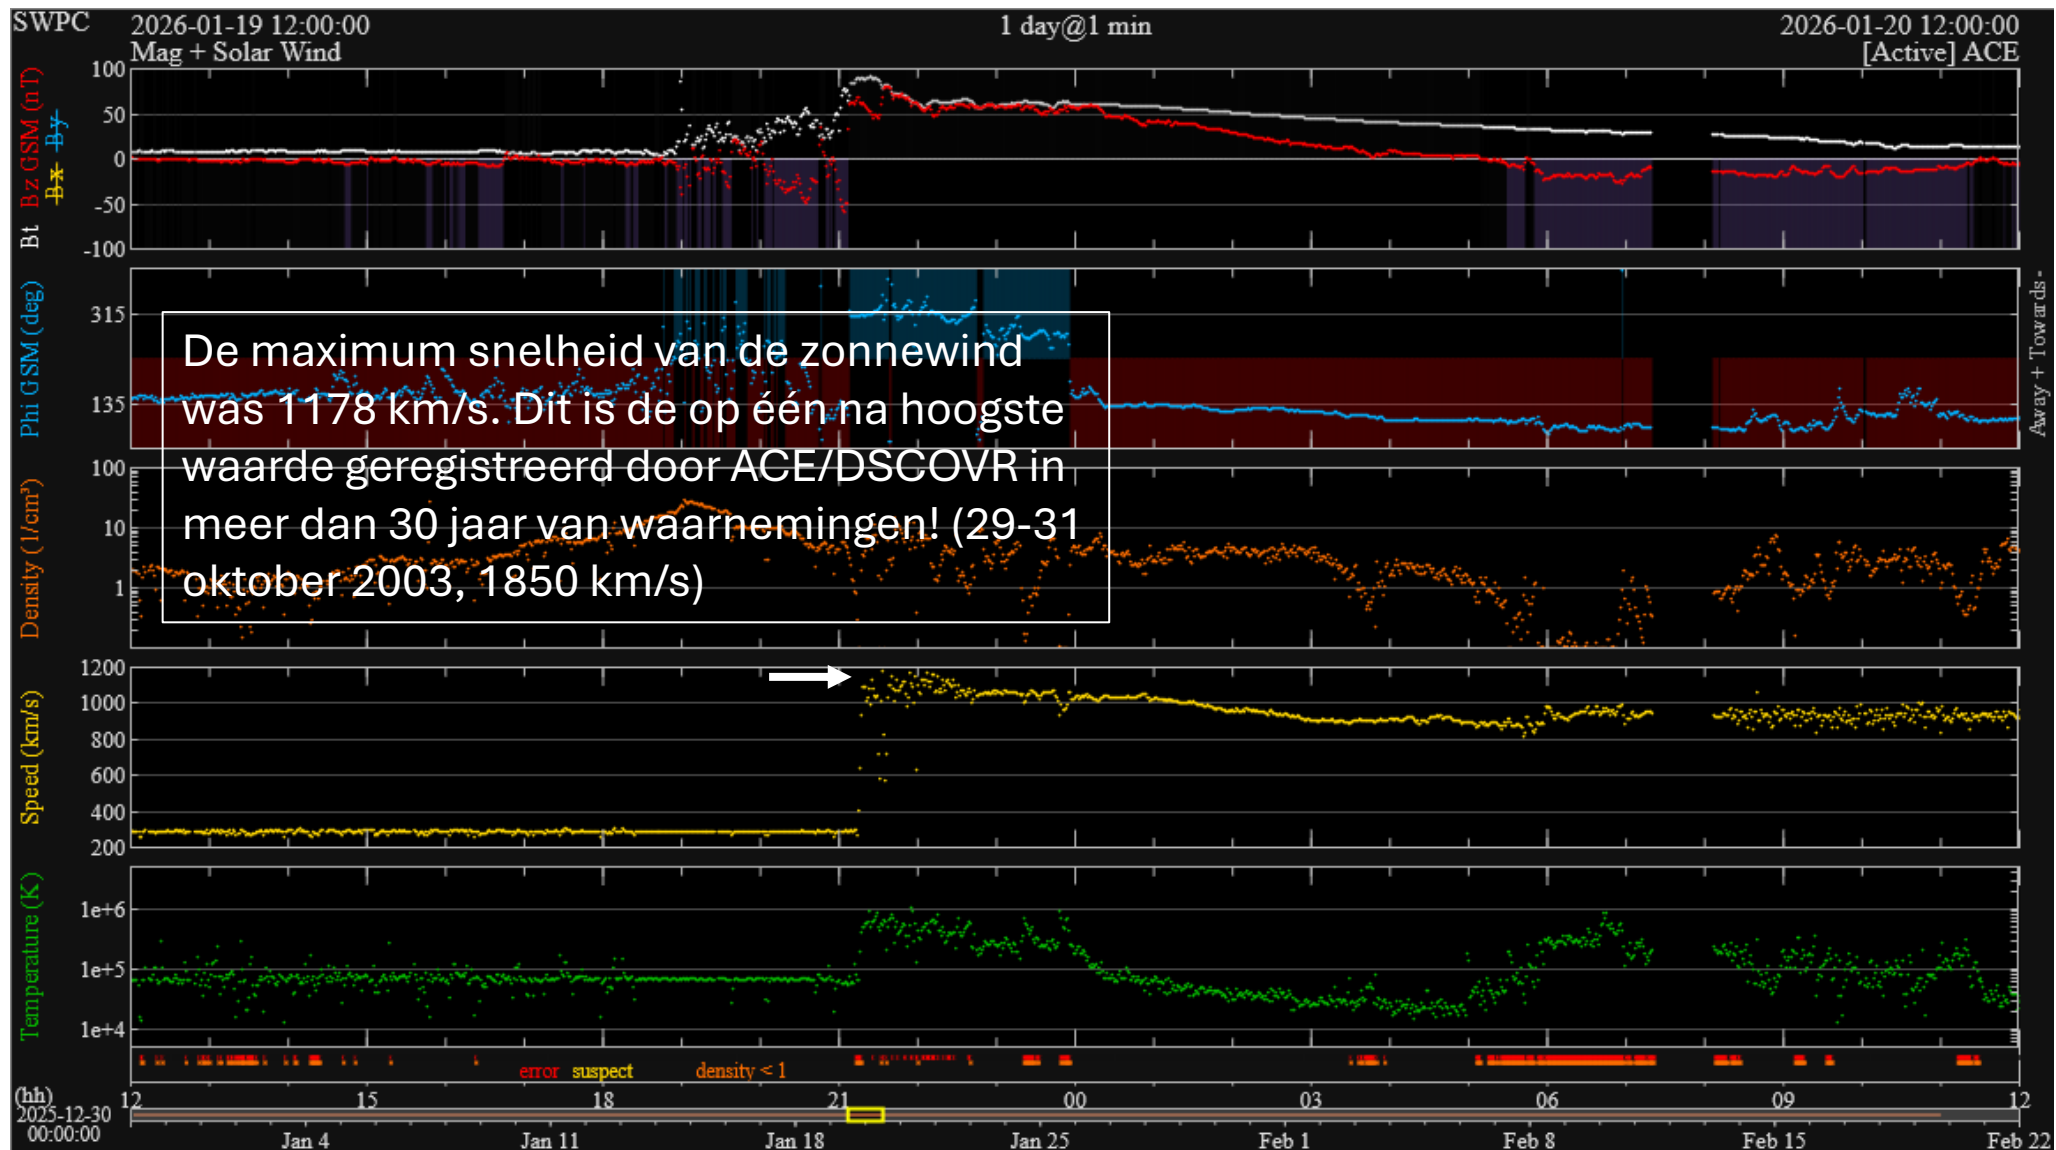 SWPC 2026-01-19 12:00:00 1 day@1 min 2026-01-20 12:00:00
Mag + Solar Wind [Active] ACE
Bt Bz GSM (nT)
Bx By
100
50
0
-50
-100
Phi GSM (deg)
315
135
Away + Towards -
De maximum snelheid van de zonnewind
was 1178 km/s. Dit is de op één na hoogste
waarde geregistreerd door ACE/DSCOVR in
meer dan 30 jaar van waarnemingen! (29-31
oktober 2003, 1850 km/s)
Density (1/cm³)
100
10
1
Speed (km/s)
1200
1000
800
600
400
200
Temperature (K)
1e+6
1e+5
1e+4
error suspect density < 1
(hh) 12 15 18 21 00 03 06 09 12
2025-12-30
00:00:00 Jan 4 Jan 11 Jan 18 Jan 25 Feb 1 Feb 8 Feb 15 Feb 22